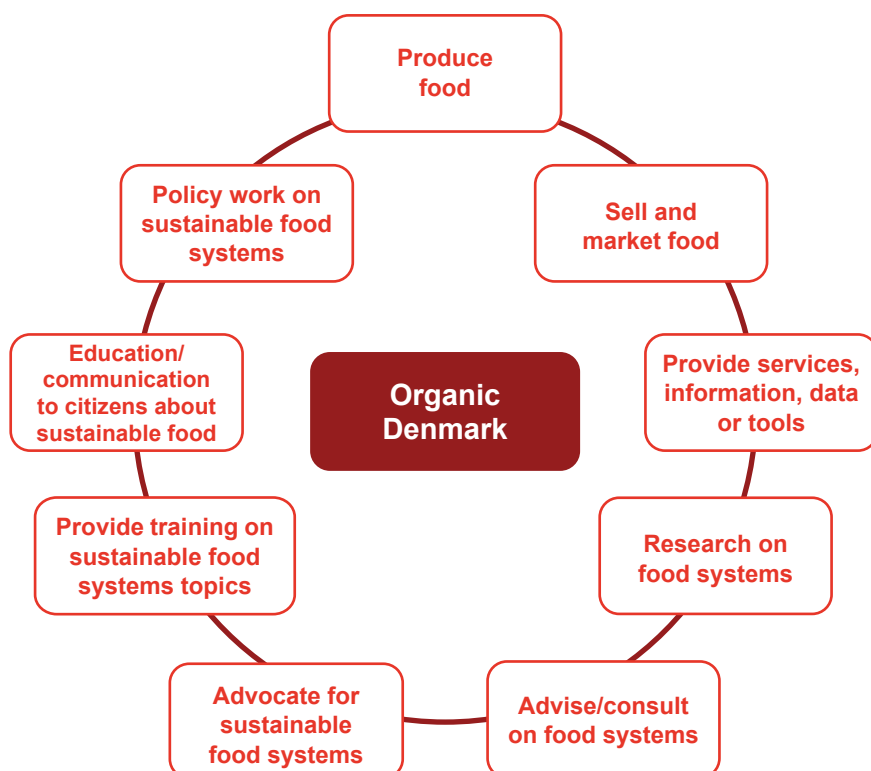 Produce
food
Sell and
market food
Provide services,
information, data
or tools
Research on
food systems
Advise/consult
on food systems
Advocate for
sustainable
food systems
Provide training on
sustainable food
systems topics
Education/
communication
to citizens about
sustainable food
Policy work on
sustainable food
systems
Organic
Denmark